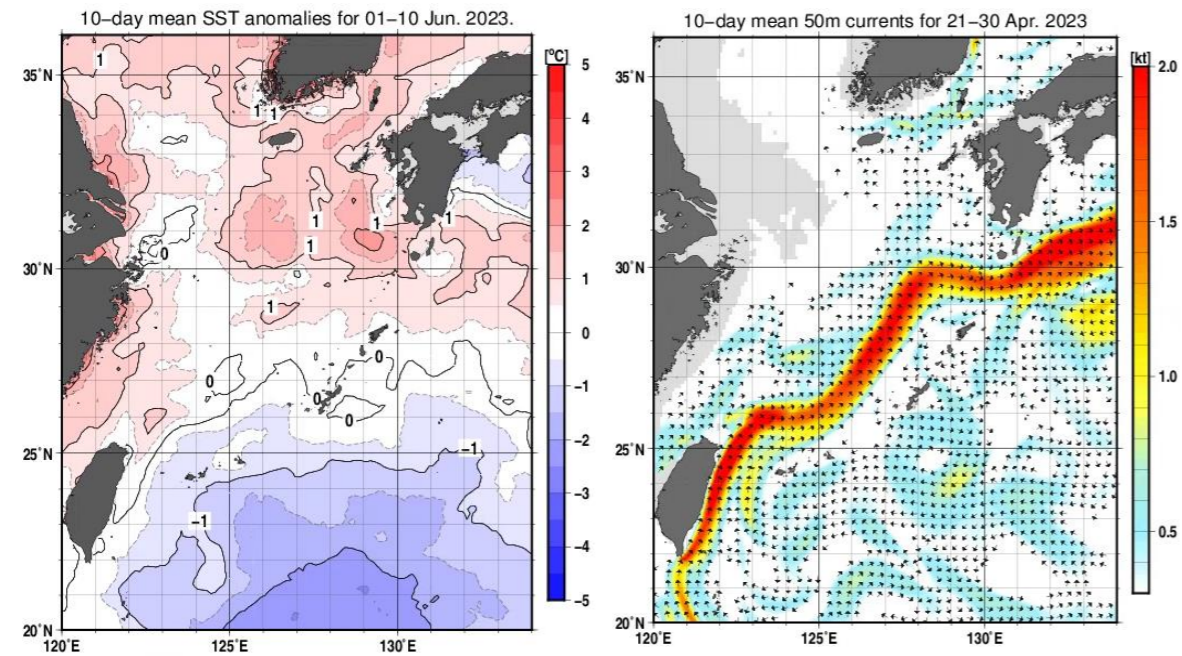 10-day mean SST anomalies for 01-10 Jun. 2023.
10-day mean 50m currents for 21-30 Apr. 2023
[°C]
5
4
3
2
1
0
-1
-2
-3
-4
-5
[kt]
2.0
1.5
1.0
0.5
35°N
30°N
25°N
20°N
120°E
125°E
130°E
35°N
30°N
25°N
20°N
120°E
125°E
130°E
1
1
1
1
1
1
1
0
1
0
0
0
0
-1
-1